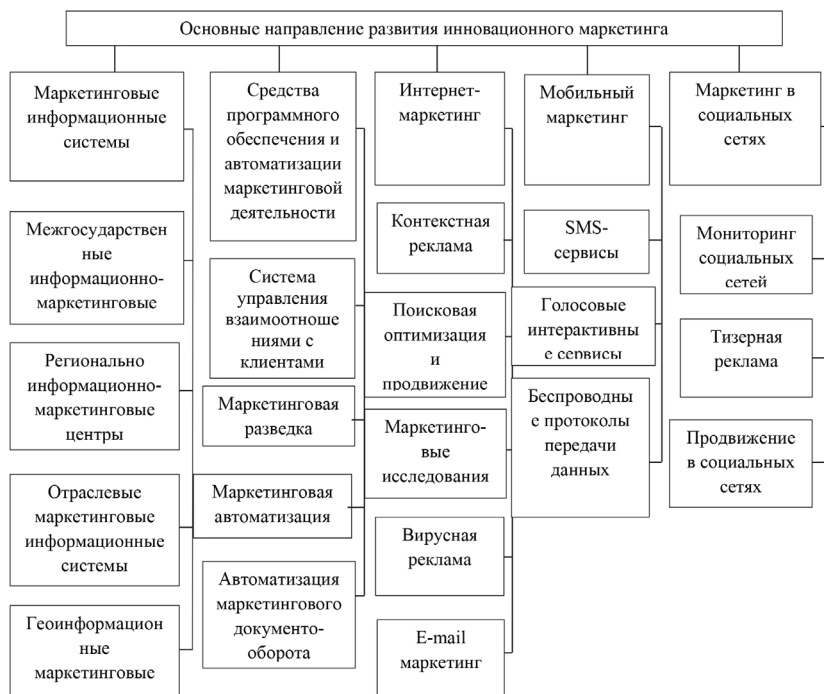 Основные направление развития инновационного маркетинга
Маркетинговые
информационные
системы
Межгосударствен
ные
информационно-
маркетинговые
Регионально
информационно-
маркетинговые
центры
Отраслевые
маркетинговые
информационные
системы
Геоинформацион
ные
маркетинговые
Средства
программного
обеспечения и
автоматизации
маркетинговой
деятельности
Система
управления
взаимоотноше
ниями с
клиентами
Маркетинговая
разведка
Маркетинговая
автоматизация
Автоматизация
маркетингового
документо-
оборота
Интернет-
маркетинг
Контекстная
реклама
Поисковая
оптимизация
и
продвижение
Маркетинго-
вые
исследования
Вирусная
реклама
E-mail
маркетинг
Мобильный
маркетинг
SMS-
сервисы
Голосовые
интерактивны
е сервисы
Беспроводны
е протоколы
передачи
данных
Маркетинг в
социальных
сетях
Мониторинг
социальных
сетей
Тизерная
реклама
Продвижение
в социальных
сетях